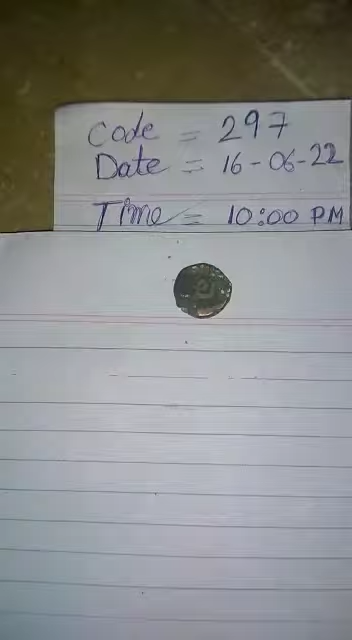 Code = 297
Date = 16-06-22
Time = 10:00 PM